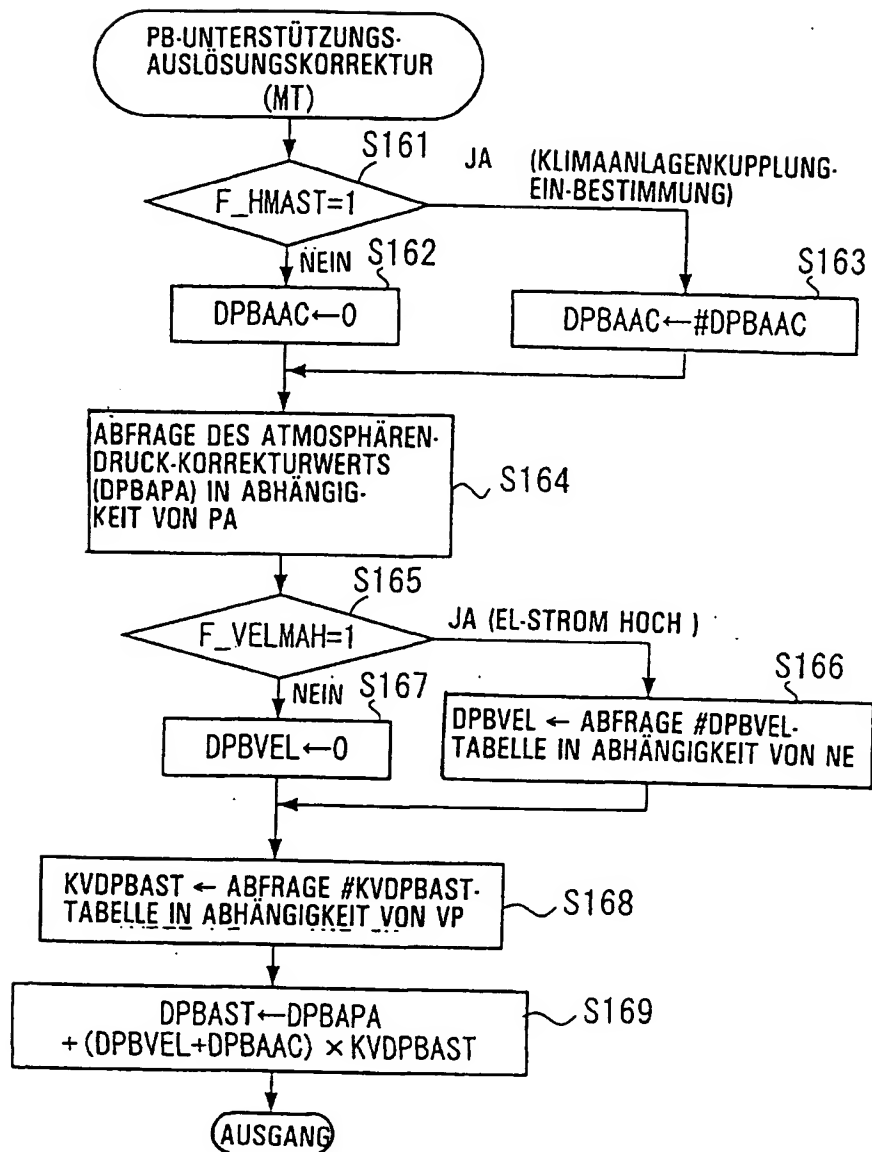 PB-UNTERSTÜTZUNGS-
AUSLÖSUNGSKORREKTUR
(MT)
S161
F_HMAST=1
JA (KLIMAANLAGENKUPPLUNG-
EIN-BESTIMMUNG)
NEIN
S162
DPBAAC←0
S163
DPBAAC←#DPBAAC
ABFRAGE DES ATMOSPHÄREN-
DRUCK-KORREKTURWERTS
(DPBAPA) IN ABHÄNGIG-
KEIT VON PA
S164
S165
F_VELMAH=1
JA (EL-STROM HOCH )
NEIN
S167
DPBVEL←0
S166
DPBVEL ← ABFRAGE #DPBVEL-
TABELLE IN ABHÄNGIGKEIT VON NE
KVDPBAST ← ABFRAGE #KVDPBAST-
TABELLE IN ABHÄNGIGKEIT VON VP
S168
DPBAST←DPBAPA
+(DPBVEL+DPBAAC) × KVDPBAST
S169
AUSGANG